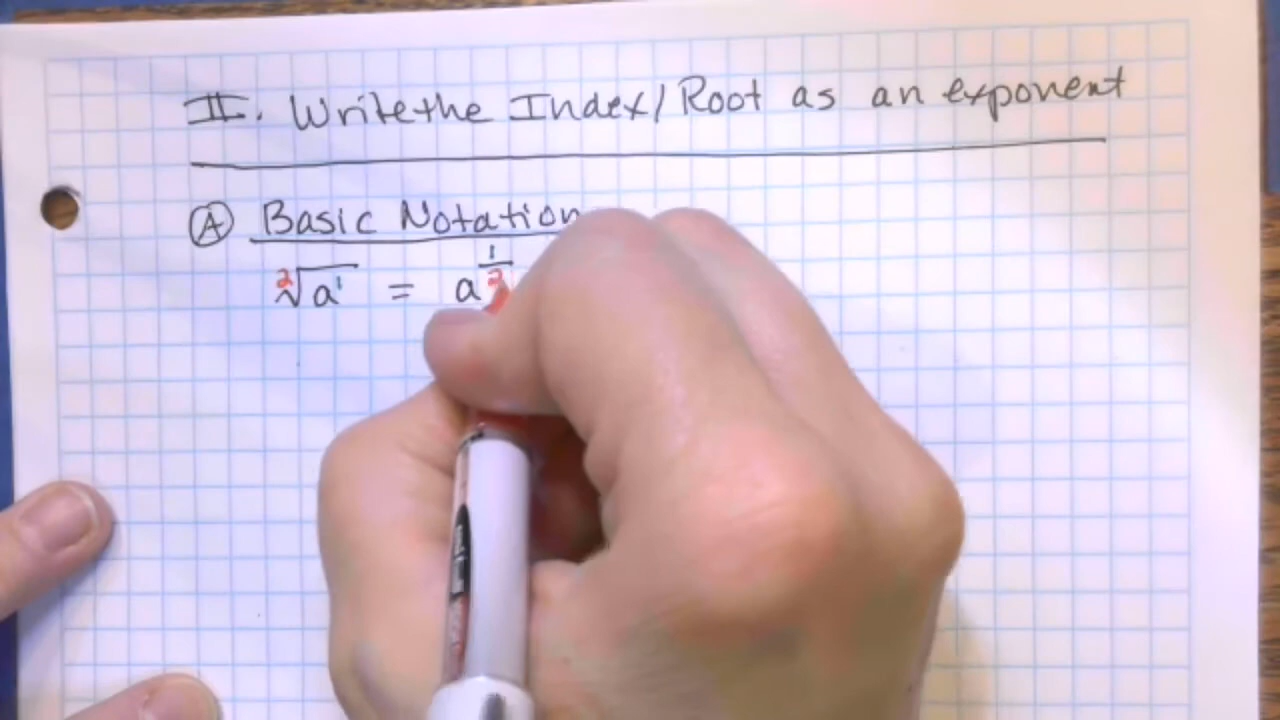 II. Write the Index/Root as an exponent
Ⓐ Basic Notation
²√a¹ = a^(1/2)